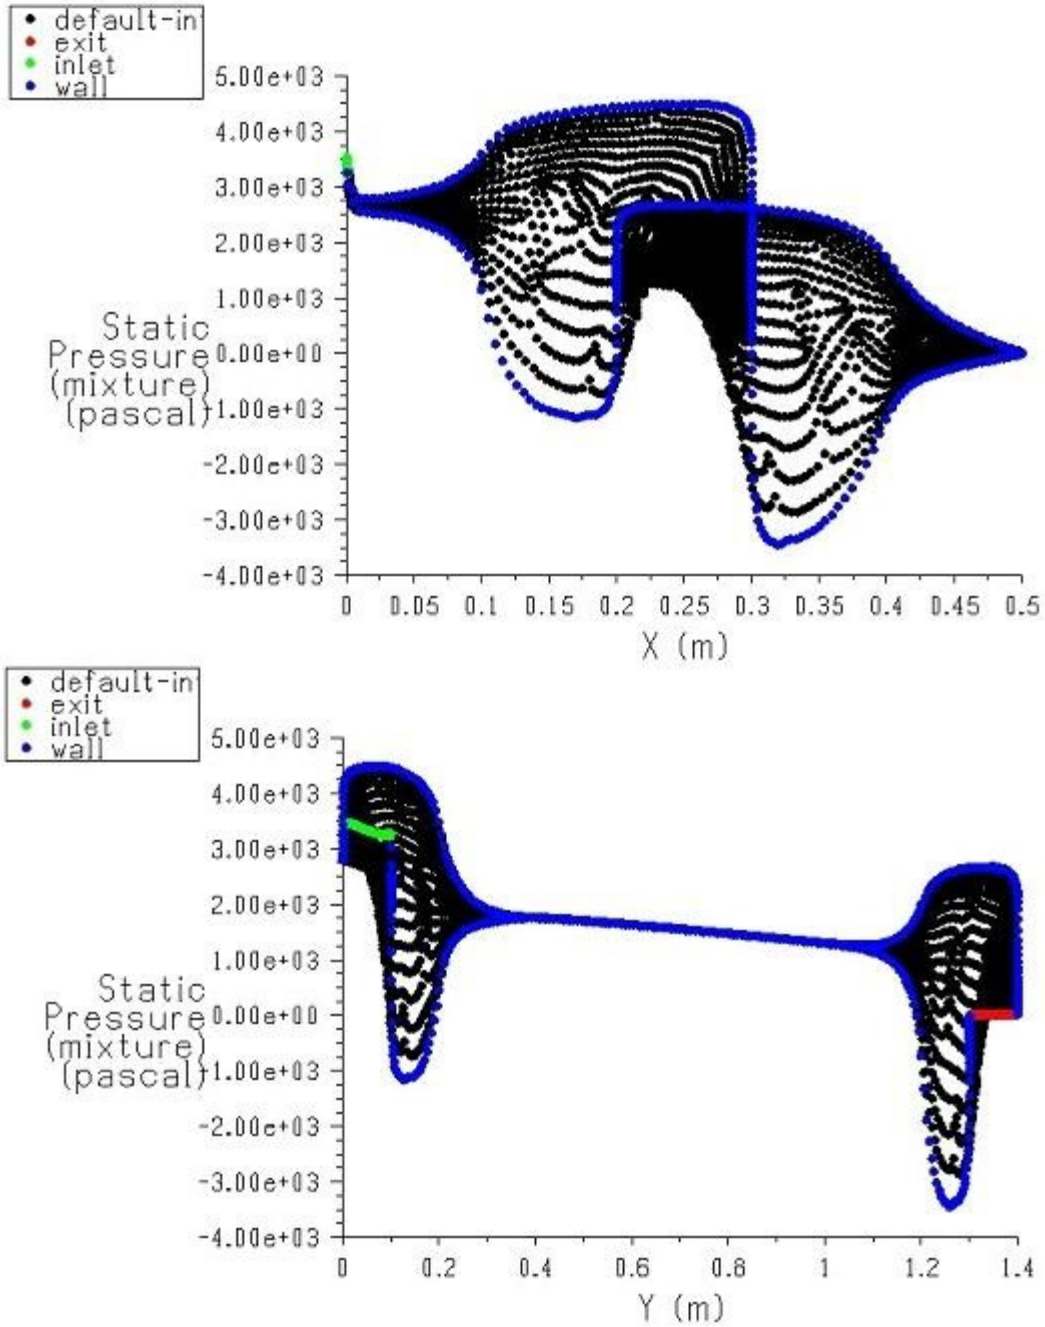 default-in
exit
inlet
wall
5.00e+03
4.00e+03
3.00e+03
2.00e+03
1.00e+03
0.00e+00
-1.00e+03
-2.00e+03
-3.00e+03
-4.00e+03
Static
Pressure
(mixture)
(pascal)
0 0.05 0.1 0.15 0.2 0.25 0.3 0.35 0.4 0.45 0.5
X (m)
default-in
exit
inlet
wall
5.00e+03
4.00e+03
3.00e+03
2.00e+03
1.00e+03
0.00e+00
-1.00e+03
-2.00e+03
-3.00e+03
-4.00e+03
Static
Pressure
(mixture)
(pascal)
0 0.2 0.4 0.6 0.8 1 1.2 1.4
Y (m)